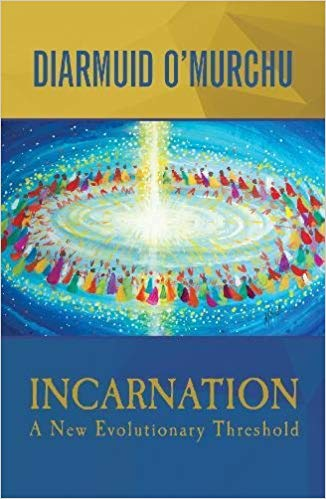 DIARMUID O'MURCHU
INCARNATION
A New Evolutionary Threshold